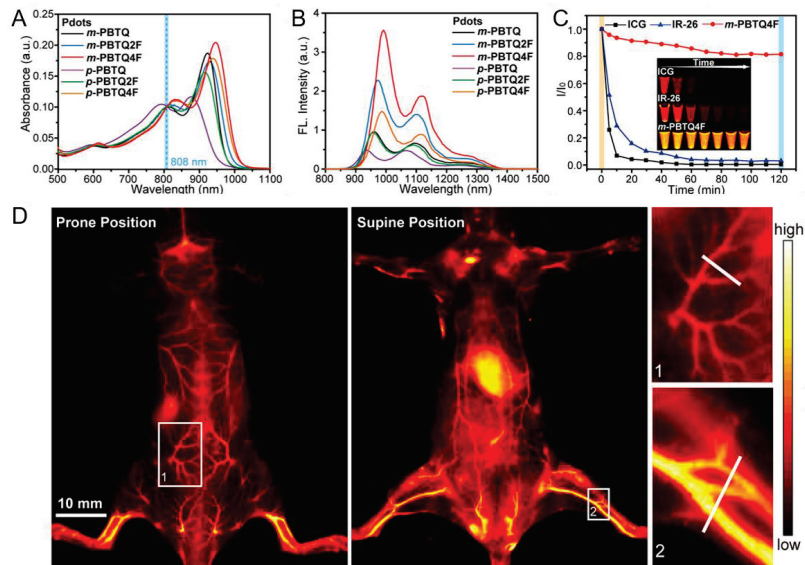 A
Pdots
m-PBTQ
m-PBTQ2F
m-PBTQ4F
p-PBTQ
p-PBTQ2F
p-PBTQ4F
808 nm
Absorbance (a.u.)
0.20
0.15
0.10
0.05
0.00
500 600 700 800 900 1000 1100
Wavelength (nm)
B
Pdots
m-PBTQ
m-PBTQ2F
m-PBTQ4F
p-PBTQ
p-PBTQ2F
p-PBTQ4F
FL. Intensity (a.u.)
4
3
2
1
0
800 900 1000 1100 1200 1300 1400 1500
Wavelength (nm)
C
ICG IR-26 m-PBTQ4F
I/Io
1.0
0.8
0.6
0.4
0.2
0.0
Time
ICG
IR-26
m-PBTQ4F
0 20 40 60 80 100 120
Time (min)
D
Prone Position
1
10 mm
Supine Position
2
1
2
high
low